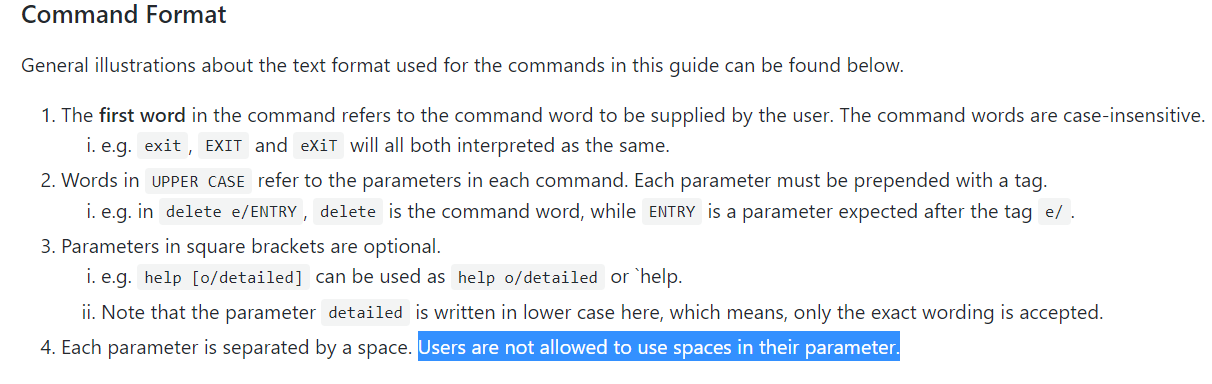 Command Format
General illustrations about the text format used for the commands in this guide can be found below.
1. The first word in the command refers to the command word to be supplied by the user. The command words are case-insensitive.
i. e.g. exit , EXIT and eXiT will all both interpreted as the same.
2. Words in UPPER CASE refer to the parameters in each command. Each parameter must be prepended with a tag.
i. e.g. in delete e/ENTRY , delete is the command word, while ENTRY is a parameter expected after the tag e/ .
3. Parameters in square brackets are optional.
i. e.g. help [o/detailed] can be used as help o/detailed or `help.
ii. Note that the parameter detailed is written in lower case here, which means, only the exact wording is accepted.
4. Each parameter is separated by a space. Users are not allowed to use spaces in their parameter.